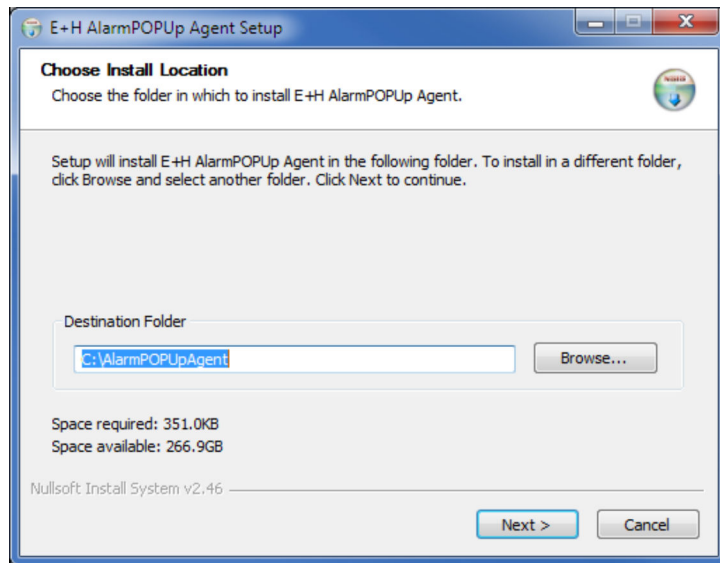 E+H AlarmPOPUp Agent Setup
Choose Install Location
Choose the folder in which to install E+H AlarmPOPUp Agent.
Setup will install E+H AlarmPOPUp Agent in the following folder. To install in a different folder,
click Browse and select another folder. Click Next to continue.
Destination Folder
C:\AlarmPOPUpAgent
Browse...
Space required: 351.0KB
Space available: 266.9GB
Nullsoft Install System v2.46
Next >
Cancel